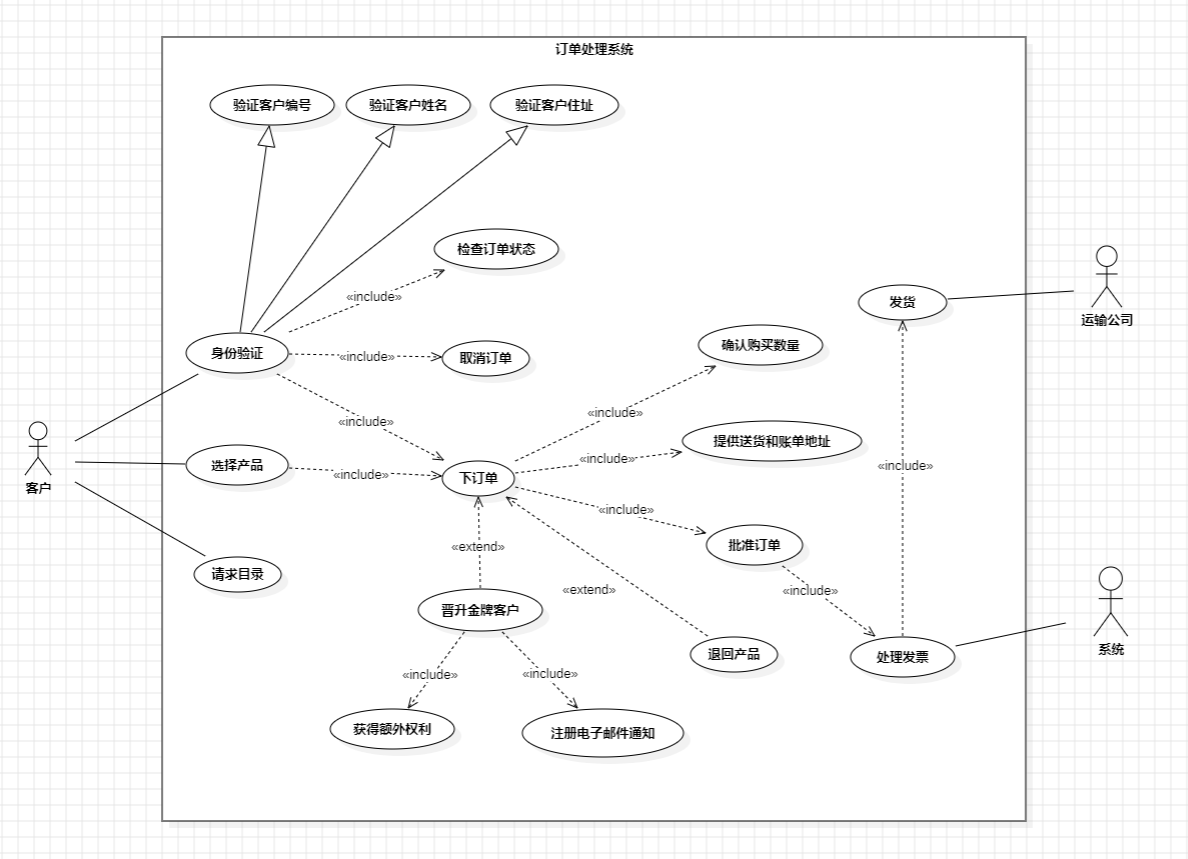 订单处理系统
验证客户编号
验证客户姓名
验证客户住址
检查订单状态
«include»
发货
运输公司
身份验证
«include»
取消订单
确认购买数量
«include»
«include»
客户
选择产品
«include»
下订单
«include»
提供送货和账单地址
«include»
«include»
«extend»
批准订单
请求目录
«extend»
«include»
晋升金牌客户
退回产品
处理发票
系统
«include»
«include»
获得额外权利
注册电子邮件通知